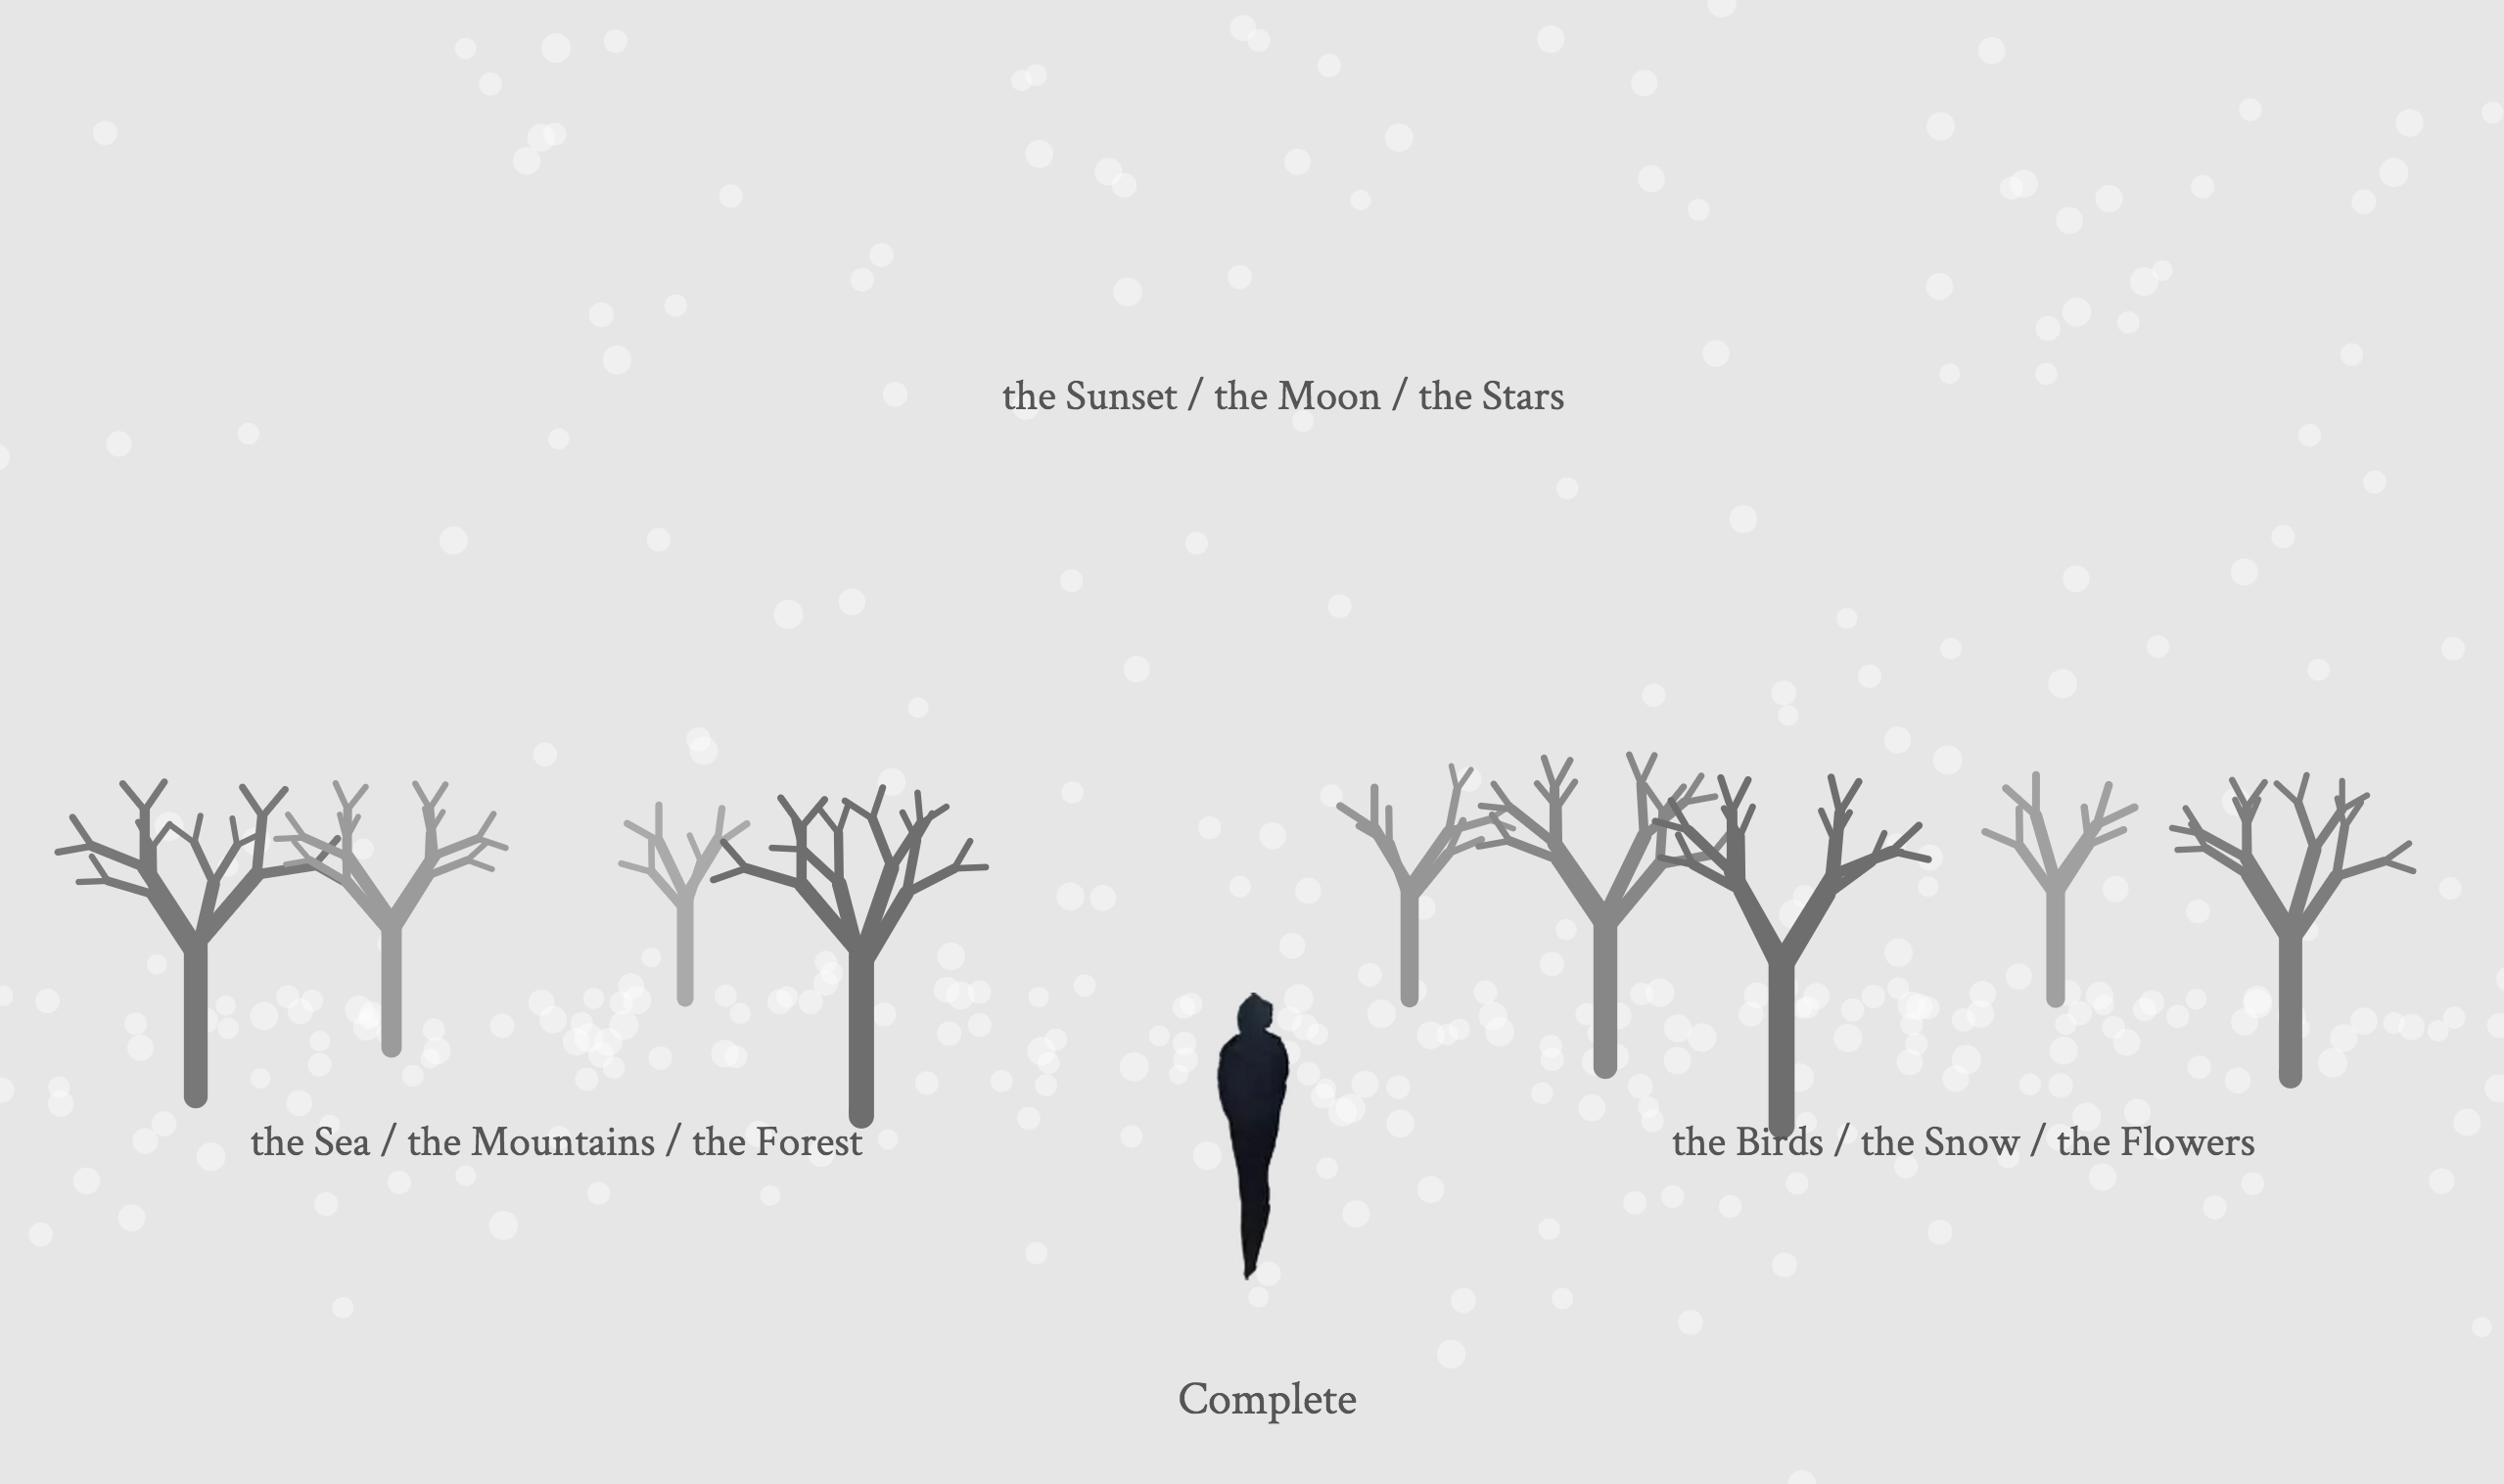 the Sunset / the Moon / the Stars
the Sea / the Mountains / the Forest
the Birds / the Snow / the Flowers
Complete